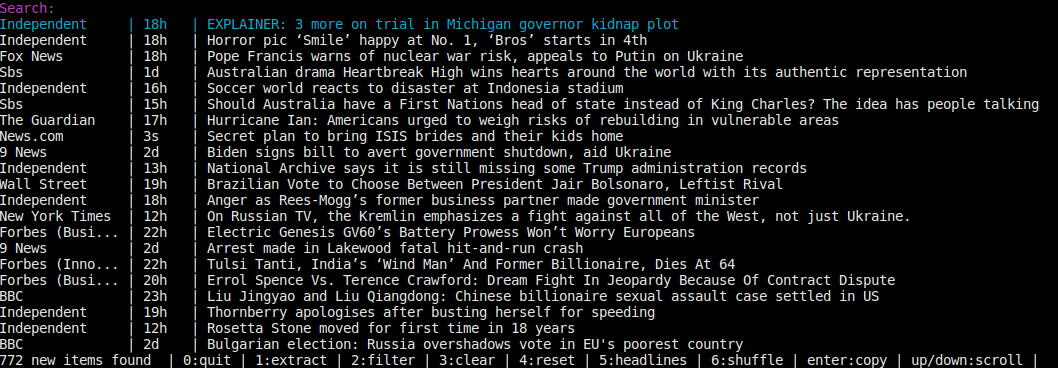 Search:
Independent | 18h | EXPLAINER: 3 more on trial in Michigan governor kidnap plot
Independent | 18h | Horror pic ‘Smile’ happy at No. 1, ‘Bros’ starts in 4th
Fox News | 18h | Pope Francis warns of nuclear war risk, appeals to Putin on Ukraine
Sbs | 1d | Australian drama Heartbreak High wins hearts around the world with its authentic representation
Independent | 16h | Soccer world reacts to disaster at Indonesia stadium
Sbs | 15h | Should Australia have a First Nations head of state instead of King Charles? The idea has people talking
The Guardian | 17h | Hurricane Ian: Americans urged to weigh risks of rebuilding in vulnerable areas
News.com | 3s | Secret plan to bring ISIS brides and their kids home
9 News | 2d | Biden signs bill to avert government shutdown, aid Ukraine
Independent | 13h | National Archive says it is still missing some Trump administration records
Wall Street | 19h | Brazilian Vote to Choose Between President Jair Bolsonaro, Leftist Rival
Independent | 18h | Anger as Rees-Mogg’s former business partner made government minister
New York Times | 12h | On Russian TV, the Kremlin emphasizes a fight against all of the West, not just Ukraine.
Forbes (Busi... | 22h | Electric Genesis GV60’s Battery Prowess Won’t Worry Europeans
9 News | 2d | Arrest made in Lakewood fatal hit-and-run crash
Forbes (Inno... | 22h | Tulsi Tanti, India’s ‘Wind Man’ And Former Billionaire, Dies At 64
Forbes (Busi... | 20h | Errol Spence Vs. Terence Crawford: Dream Fight In Jeopardy Because Of Contract Dispute
BBC | 23h | Liu Jingyao and Liu Qiangdong: Chinese billionaire sexual assault case settled in US
Independent | 19h | Thornberry apologises after busting herself for speeding
Independent | 12h | Rosetta Stone moved for first time in 18 years
BBC | 2d | Bulgarian election: Russia overshadows vote in EU's poorest country
772 new items found | 0:quit | 1:extract | 2:filter | 3:clear | 4:reset | 5:headlines | 6:shuffle | enter:copy | up/down:scroll |